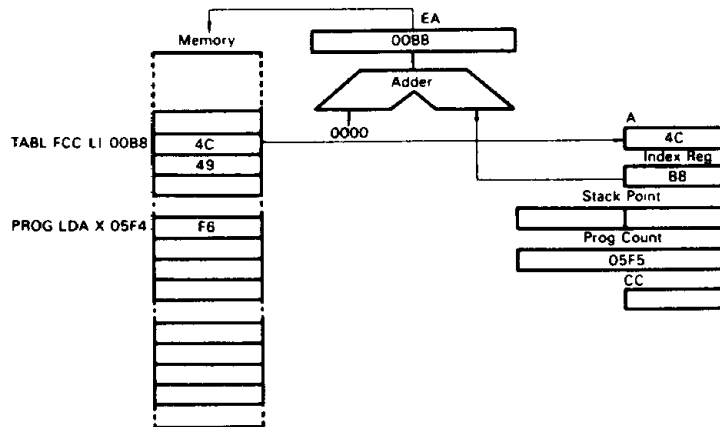 EA
Memory
00B8
Adder
0000
A
TABL FCC LI 00B8
4C
4C
49
Index Reg
B8
Stack Point
PROG LDA X 05F4
F6
Prog Count
05F5
CC